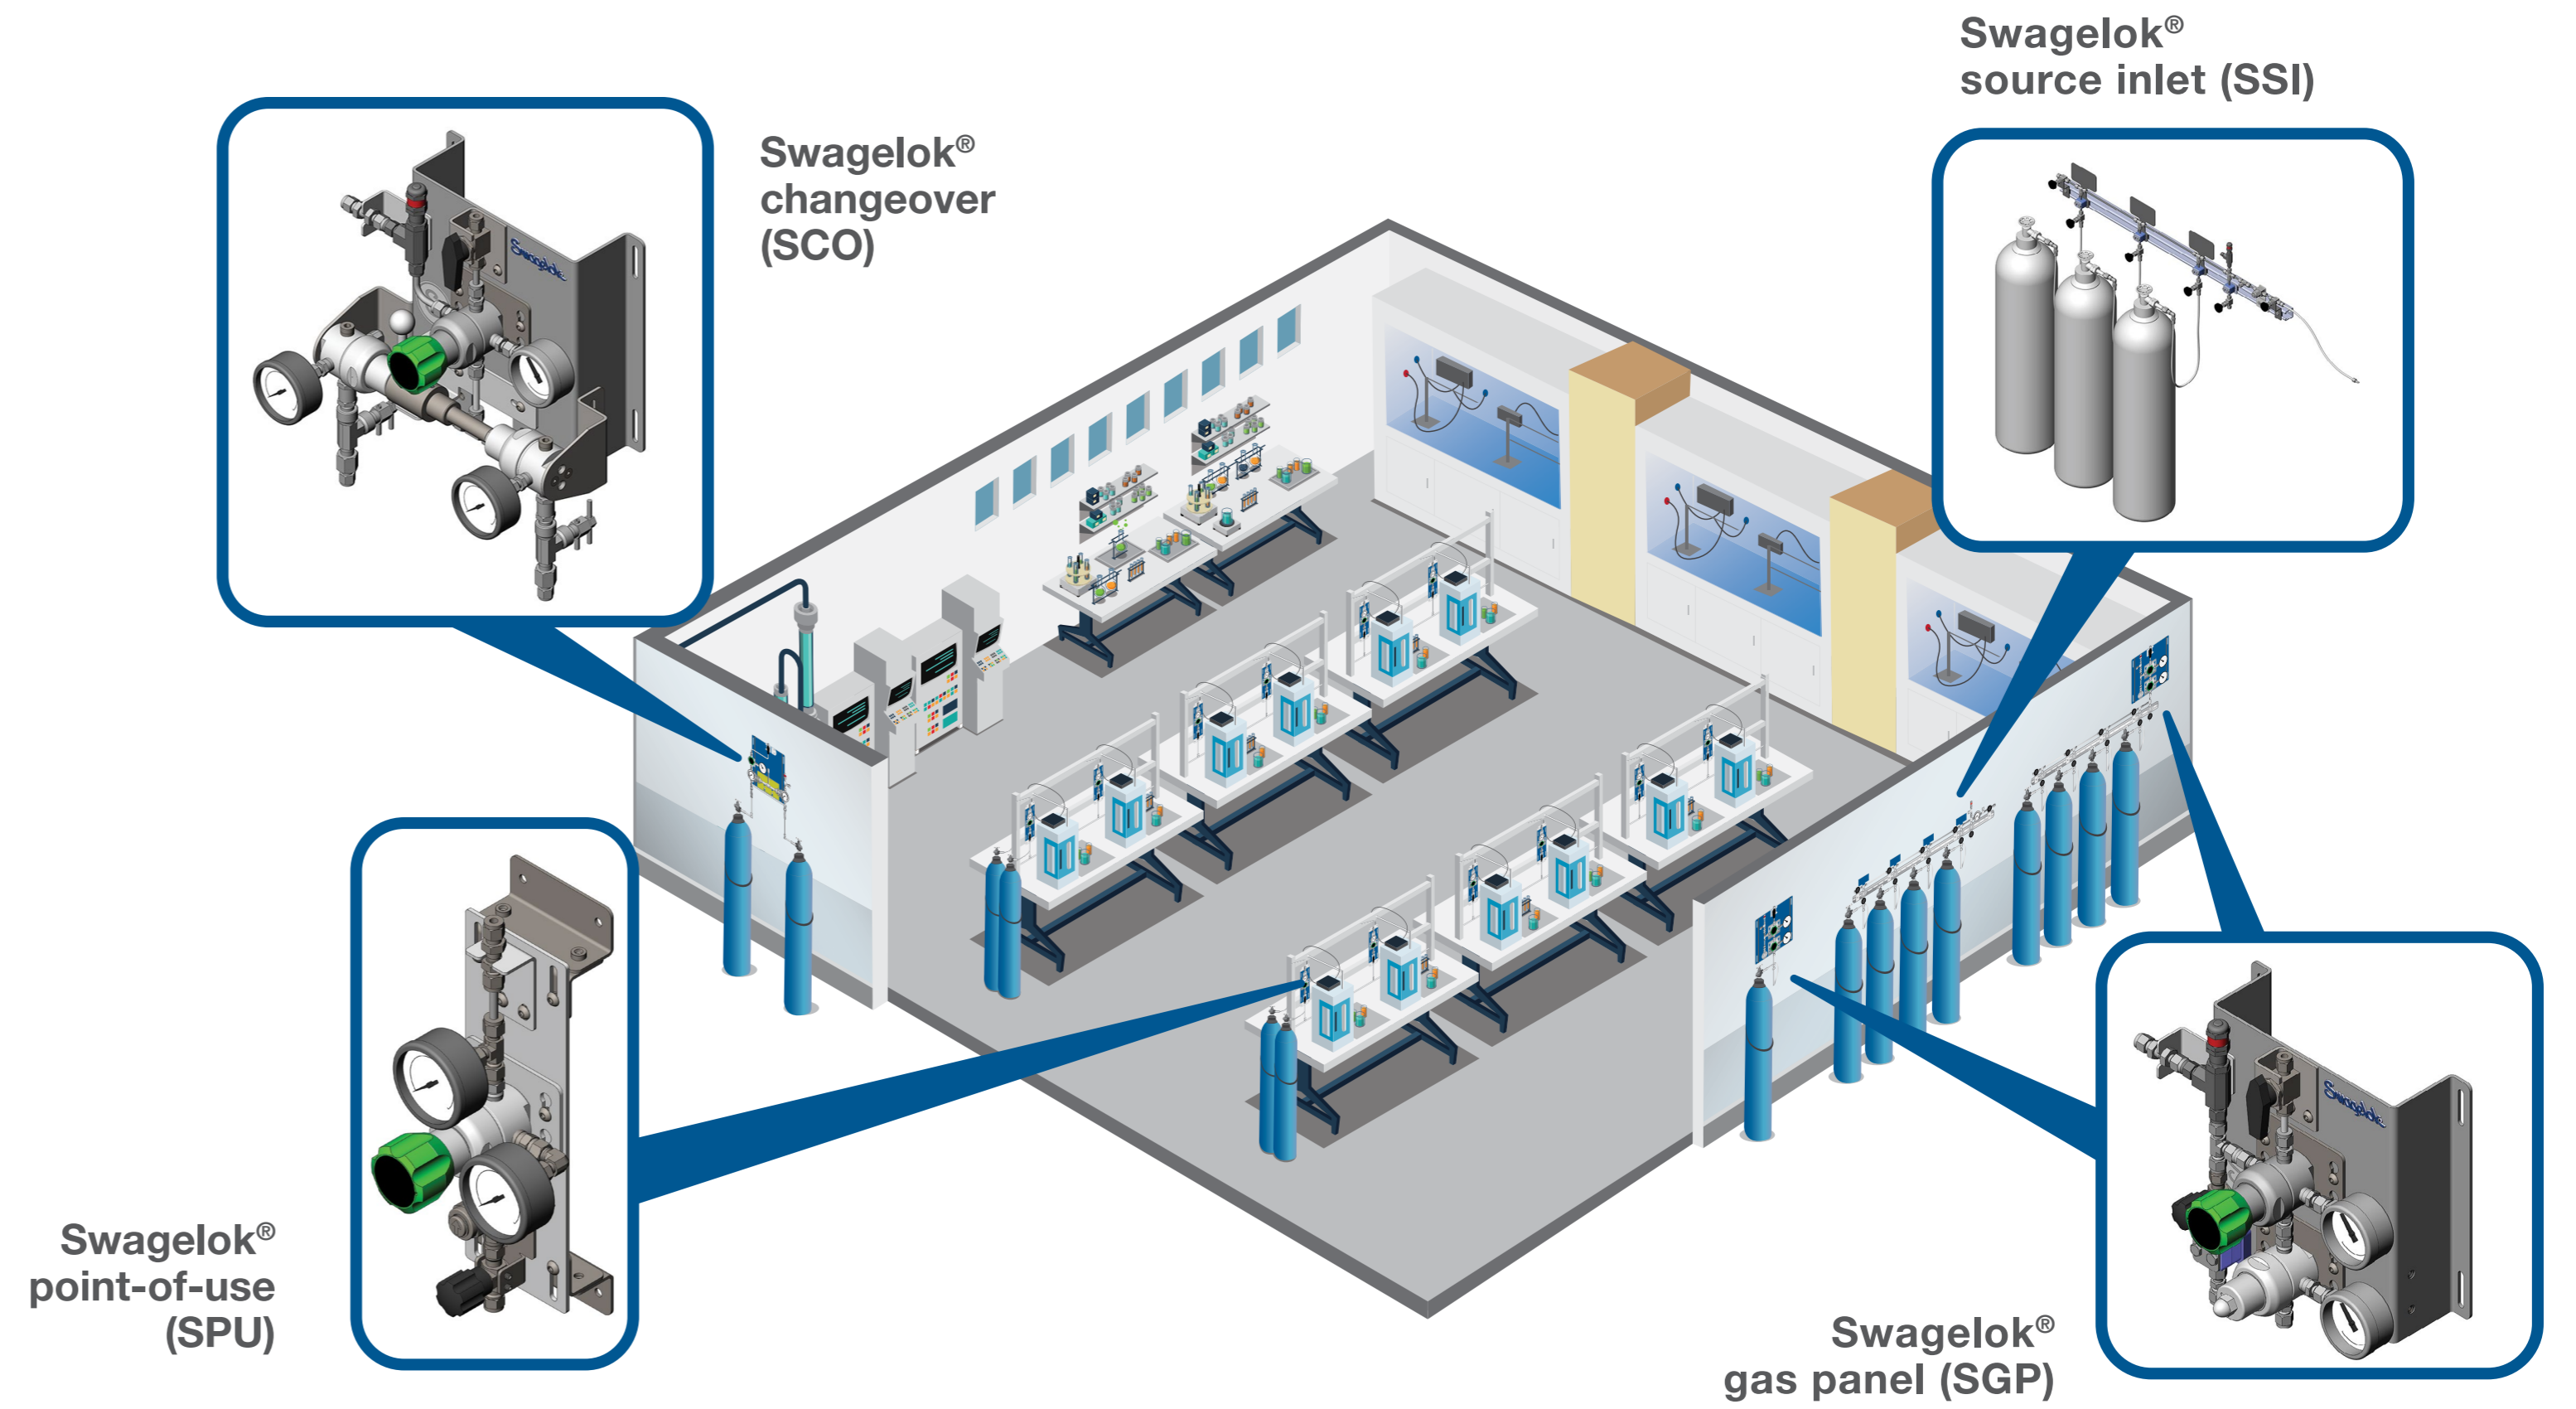 Swagelok®
source inlet (SSI)
Swagelok®
changeover
(SCO)
Swagelok
Swagelok®
point-of-use
(SPU)
Swagelok
Swagelok®
gas panel (SGP)